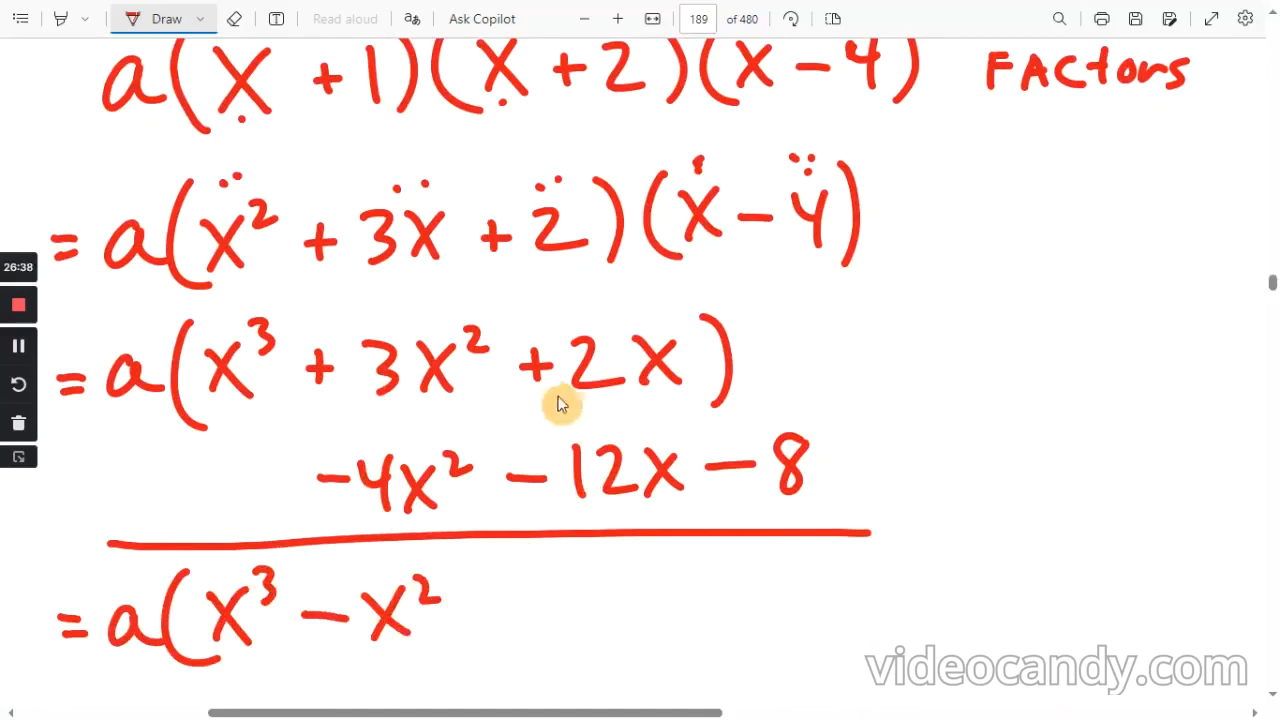 Draw
Read aloud
Ask Copilot
189 of 480
a(x +1)(x +2)(x -4) FACtors
= a(x² + 3x + 2)(x - 4)
26:38
= a(x³ + 3x² + 2x)
-4x² - 12x - 8
= a(x³ - x²
videocandy.com